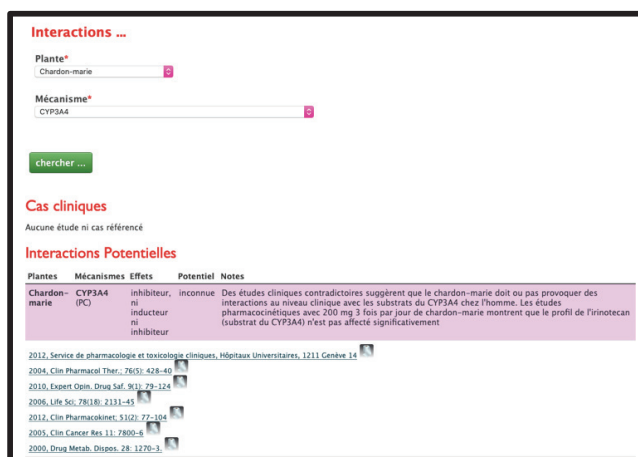 Interactions ...
Plante*
Chardon-marie
Mécanisme*
CYP3A4
chercher ...
Cas cliniques
Aucune étude ni cas référencé
Interactions Potentielles
Plantes Mécanismes Effets Potentiel Notes
Chardon- CYP3A4 inhibiteur, inconnue Des études cliniques contradictoires suggèrent que le chardon-marie doit ou pas provoquer des
marie (PC) ni interactions au niveau clinique avec les substrats du CYP3A4 chez l'homme. Les études
inducteur pharmacocinétiques avec 200 mg 3 fois par jour de chardon-marie montrent que le profil de l'irinotecan
ni (substrat du CYP3A4) n'est pas affecté significativement
inhibiteur
2012, Service de pharmacologie et toxicologie cliniques, Hôpitaux Universitaires, 1211 Genève 14
2004, Clin Pharmacol Ther.; 76(5): 428-40
2010, Expert Opin. Drug Saf. 9(1): 79-124
2006, Life Sci; 78(18): 2131-45
2012, Clin Pharmacokinet; 51(2): 77-104
2005, Clin Cancer Res 11: 7800-6
2000, Drug Metab. Dispos. 28: 1270-3.